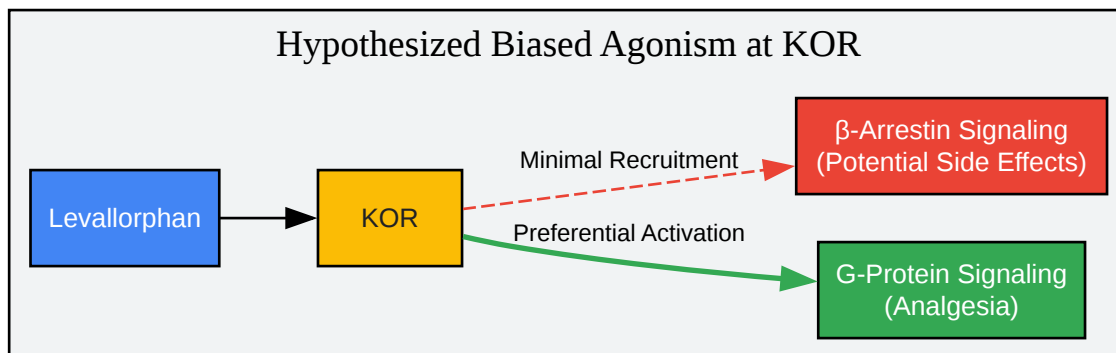 Hypothesized Biased Agonism at KOR
β-Arrestin Signaling
(Potential Side Effects)
Minimal Recruitment
Levallorphan
KOR
Preferential Activation
G-Protein Signaling
(Analgesia)